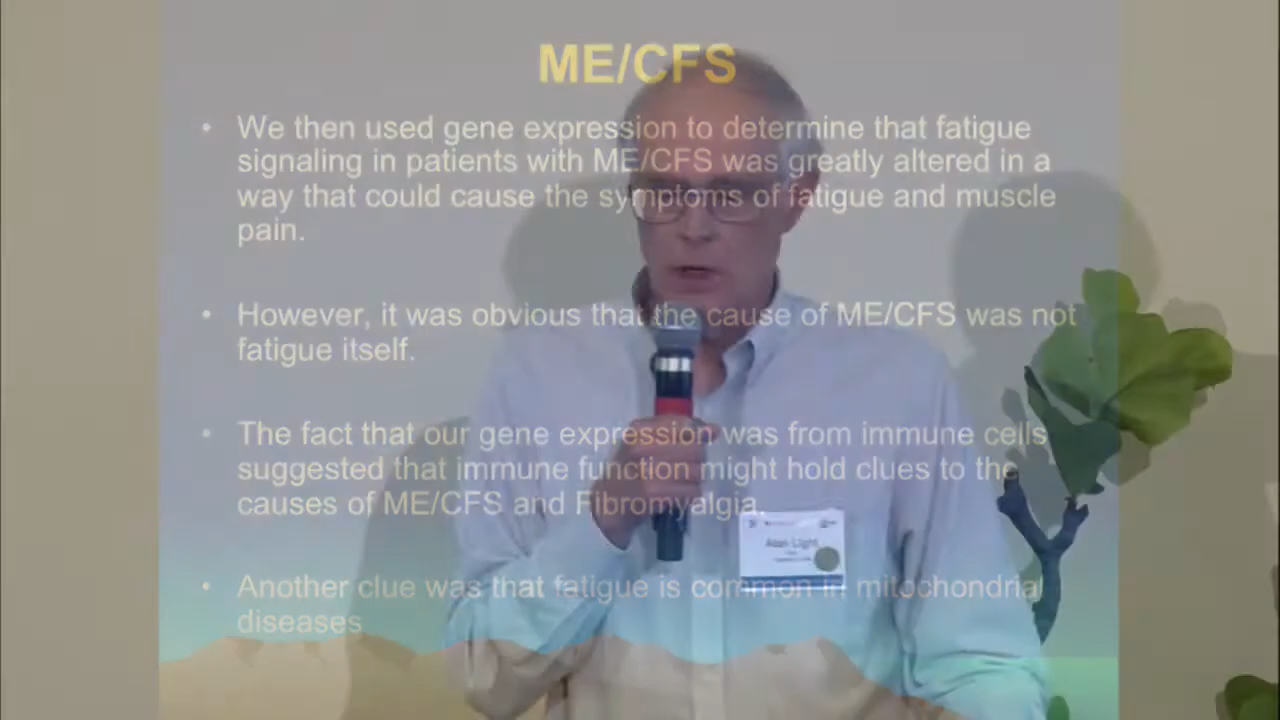 ME/CFS
• We then used gene expression to determine that fatigue
signaling in patients with ME/CFS was greatly altered in a
way that could cause the symptoms of fatigue and muscle
pain.
• However, it was obvious that the cause of ME/CFS was not
fatigue itself.
• The fact that our gene expression was from immune cells
suggested that immune function might hold clues to the
causes of ME/CFS and Fibromyalgia.
• Another clue was that fatigue is common in mitochondrial
diseases
Alan Light